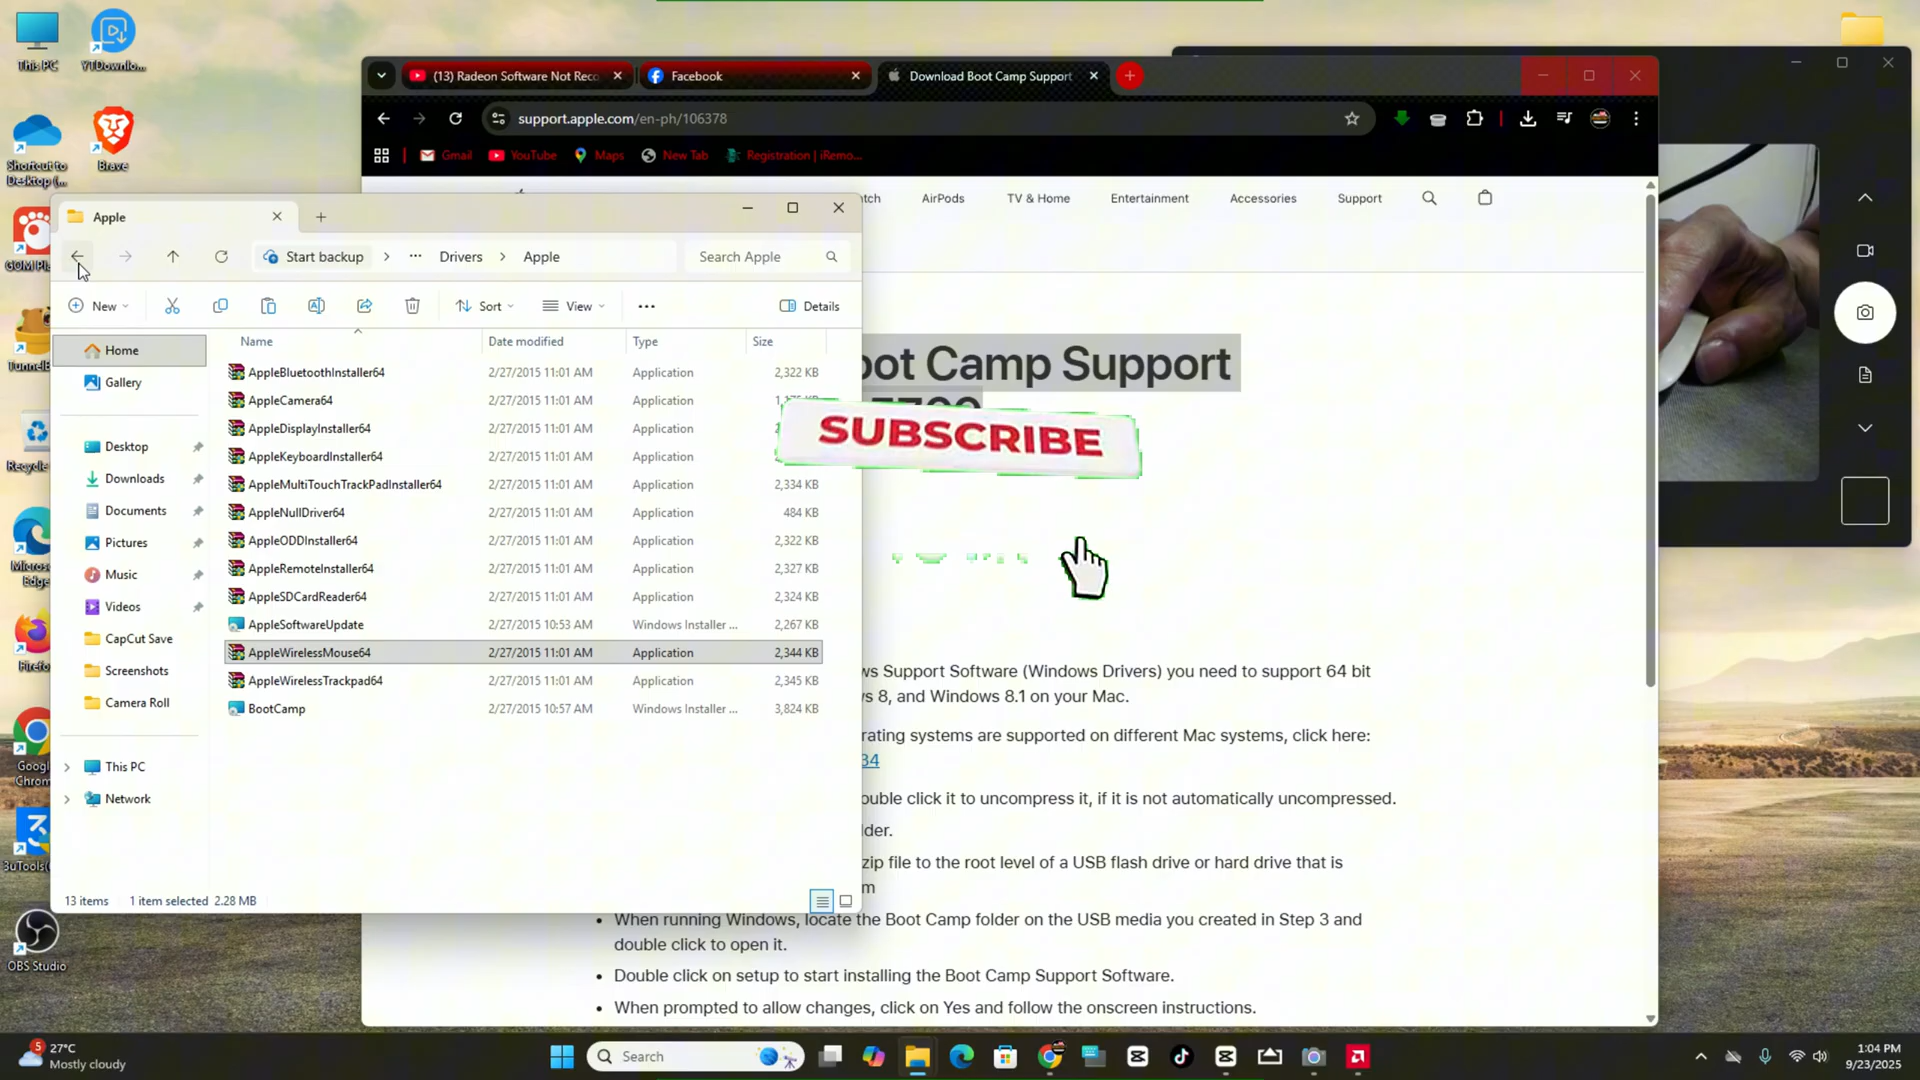 This PC
YTDownlo...
Shortcut to
Desktop (...
Brave
GOM Pl
TunnelB
Recycle
Micros
Edge
Firefo
Googl
Chrom
3uTools(
OBS Studio
(13) Radeon Software Not Reco
Facebook
Download Boot Camp Support
support.apple.com/en-ph/106378
Gmail
YouTube
Maps
New Tab
Registration | iRemo...
tch
AirPods
TV & Home
Entertainment
Accessories
Support
oot Camp Support
SUBSCRIBE
ws Support Software (Windows Drivers) you need to support 64 bit
s 8, and Windows 8.1 on your Mac.
rating systems are supported on different Mac systems, click here:
34
ouble click it to uncompress it, if it is not automatically uncompressed.
lder.
zip file to the root level of a USB flash drive or hard drive that is
m
When running Windows, locate the Boot Camp folder on the USB media you created in Step 3 and
double click to open it.
Double click on setup to start installing the Boot Camp Support Software.
When prompted to allow changes, click on Yes and follow the onscreen instructions.
Apple
Start backup > ... Drivers > Apple
Search Apple
New
Sort
View
...
Details
Home
Gallery
Desktop
Downloads
Documents
Pictures
Music
Videos
CapCut Save
Screenshots
Camera Roll
This PC
Network
Name Date modified Type Size
AppleBluetoothInstaller64 2/27/2015 11:01 AM Application 2,322 KB
AppleCamera64 2/27/2015 11:01 AM Application
AppleDisplayInstaller64 2/27/2015 11:01 AM Application
AppleKeyboardInstaller64 2/27/2015 11:01 AM Application
AppleMultiTouchTrackPadInstaller64 2/27/2015 11:01 AM Application 2,334 KB
AppleNullDriver64 2/27/2015 11:01 AM Application 484 KB
AppleODDInstaller64 2/27/2015 11:01 AM Application 2,322 KB
AppleRemoteInstaller64 2/27/2015 11:01 AM Application 2,327 KB
AppleSDCardReader64 2/27/2015 11:01 AM Application 2,324 KB
AppleSoftwareUpdate 2/27/2015 10:53 AM Windows Installer ... 2,267 KB
AppleWirelessMouse64 2/27/2015 11:01 AM Application 2,344 KB
AppleWirelessTrackpad64 2/27/2015 11:01 AM Application 2,345 KB
BootCamp 2/27/2015 10:57 AM Windows Installer ... 3,824 KB
13 items 1 item selected 2.28 MB
5
27°C
Mostly cloudy
Search
1:04 PM
9/23/2025